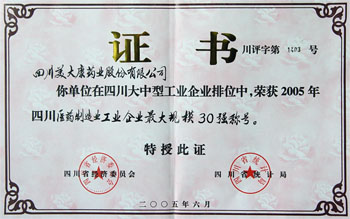 证书
川评字第1403号
四川美大康药业股份有限公司
你单位在四川大中型工业企业排位中，荣获2005年
四川医药制造业工业企业最大规模30强称号。
特授此证
四川省经济委员会 四川省统计局
二〇〇五年六月